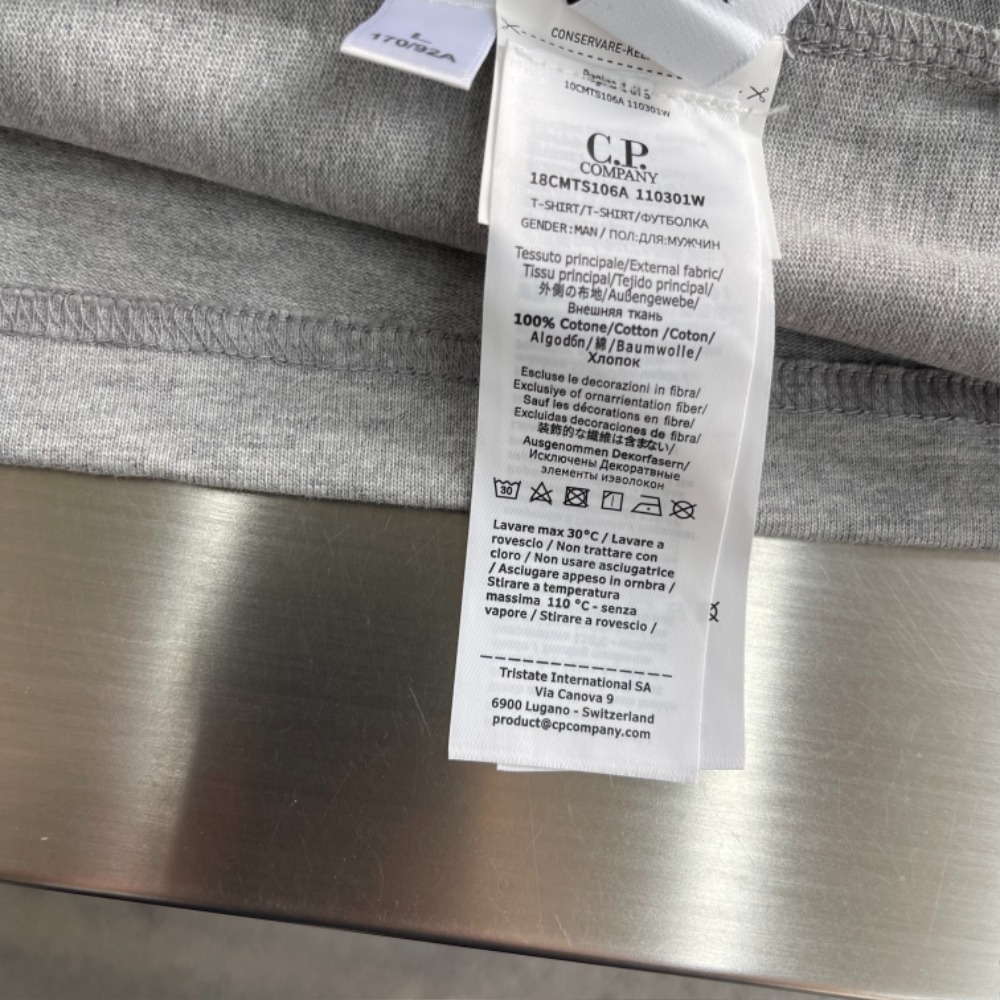 L
170/92A
CONSERVARE-KE
10CMTS106A 110301W
C.P.
COMPANY
18CMTS106A 110301W
T-SHIRT/T-SHIRT/ФУТБОЛКА
GENDER:MAN / ПОЛ:ДЛЯ:МУЖЧИН
Tessuto principale/External fabric/
Tissu principal/Tejido principal/
外側の布地/Außengewebe/
Внешняя ткань
100% Cotone/Cotton /Coton/
Algodбn/綿/Baumwolle/
Хлопок
Escluse le decorazioni in fibra/
Exclusiye of ornarrientation fiber/
Sauf les décorations en fibre/
Excluidas decoraciones de fibra/
装飾的な繊維は含まない/
Ausgenommen Dекorfasern/
Исключены Декоратвные
элементы изволокон
30
Lavare max 30°C / Lavare a
rovescio / Non trattare con
cloro / Non usare asciugatrice
/ Asciugare appeso in ornbra /
Stirare a temperatura
massima 110 °C - senza
vapore / Stirare a rovescio /
Tristate International SA
Via Canova 9
6900 Lugano - Switzerland
product@cpcompany.com